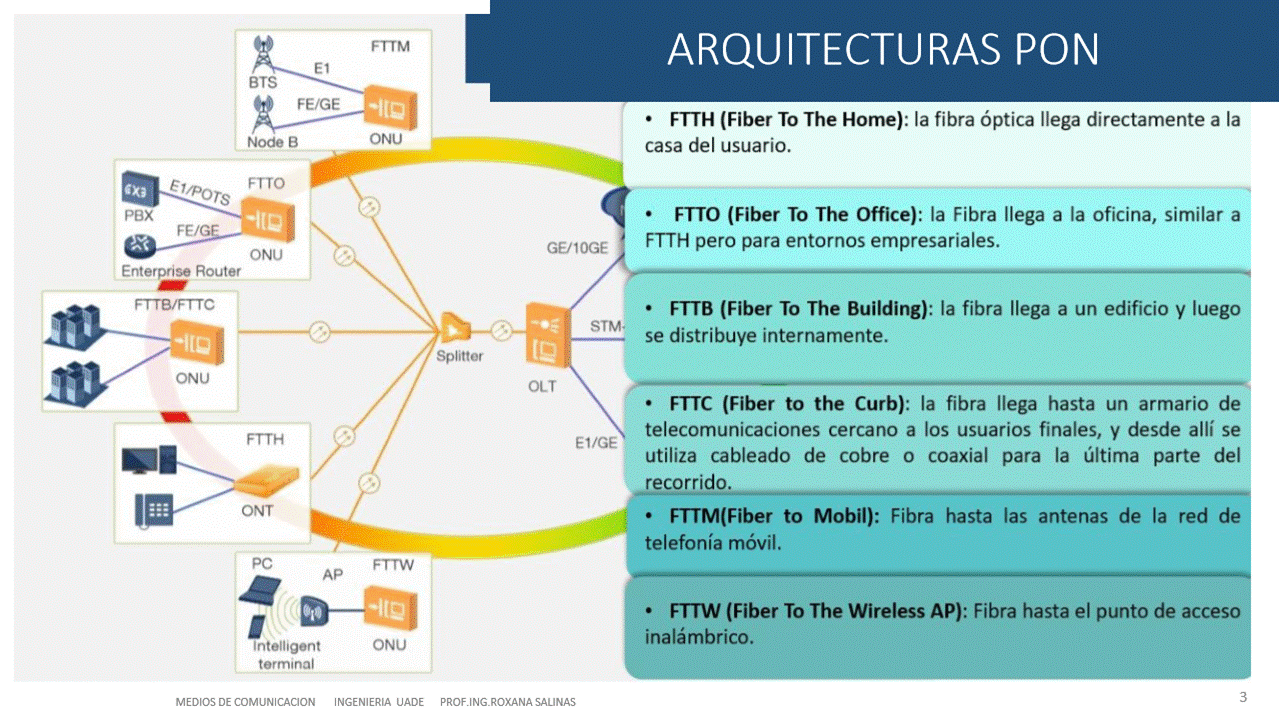 ARQUITECTURAS PON
FTTM
BTS
E1
FE/GE
Node B
ONU
FTTO
E1/POTS
PBX
FE/GE
ONU
Enterprise Router
FTTB/FTTC
ONU
FTTH
ONT
PC
AP
FTTW
Intelligent
terminal
ONU
Splitter
OLT
GE/10GE
STM-
E1/GE
• FTTH (Fiber To The Home): la fibra óptica llega directamente a la
casa del usuario.
• FTTO (Fiber To The Office): la Fibra llega a la oficina, similar a
FTTH pero para entornos empresariales.
• FTTB (Fiber To The Building): la fibra llega a un edificio y luego
se distribuye internamente.
• FTTC (Fiber to the Curb): la fibra llega hasta un armario de
telecomunicaciones cercano a los usuarios finales, y desde allí se
utiliza cableado de cobre o coaxial para la última parte del
recorrido.
• FTTM(Fiber to Mobil): Fibra hasta las antenas de la red de
telefonía móvil.
• FTTW (Fiber To The Wireless AP): Fibra hasta el punto de acceso
inalámbrico.
MEDIOS DE COMUNICACION INGENIERIA UADE PROF.ING.ROXANA SALINAS
3